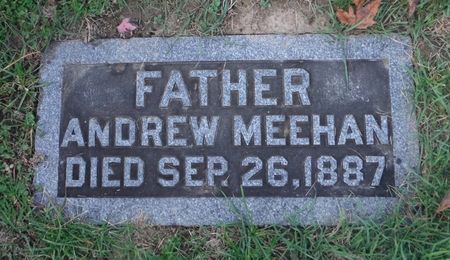 FATHER
ANDREW MEEHAN
DIED SEP. 26, 1887